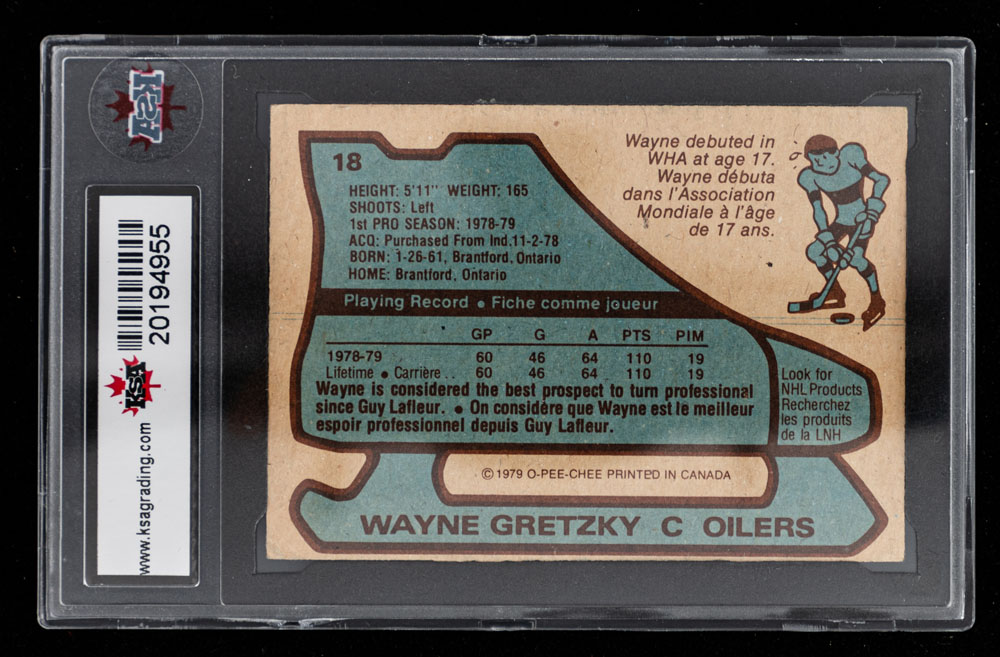 KSA
20194955
KSA
www.ksagrading.com
18
HEIGHT: 5'11" WEIGHT: 165
SHOOTS: Left
1st PRO SEASON: 1978-79
ACQ: Purchased From Ind.11-2-78
BORN: 1-26-61, Brantford, Ontario
HOME: Brantford, Ontario
Wayne debuted in
WHA at age 17.
Wayne débuta
dans l'Association
Mondiale à l'âge
de 17 ans.
Playing Record • Fiche comme joueur
GP G A PTS PIM
1978-79 60 46 64 110 19
Lifetime • Carrière . . 60 46 64 110 19
Wayne is considered the best prospect to turn professional
since Guy Lafleur. • On considère que Wayne est le meilleur
espoir professionnel depuis Guy Lafleur.
Look for
NHL Products
Recherchez
les produits
de la LNH
© 1979 O-PEE-CHEE PRINTED IN CANADA
WAYNE GRETZKY C OILERS